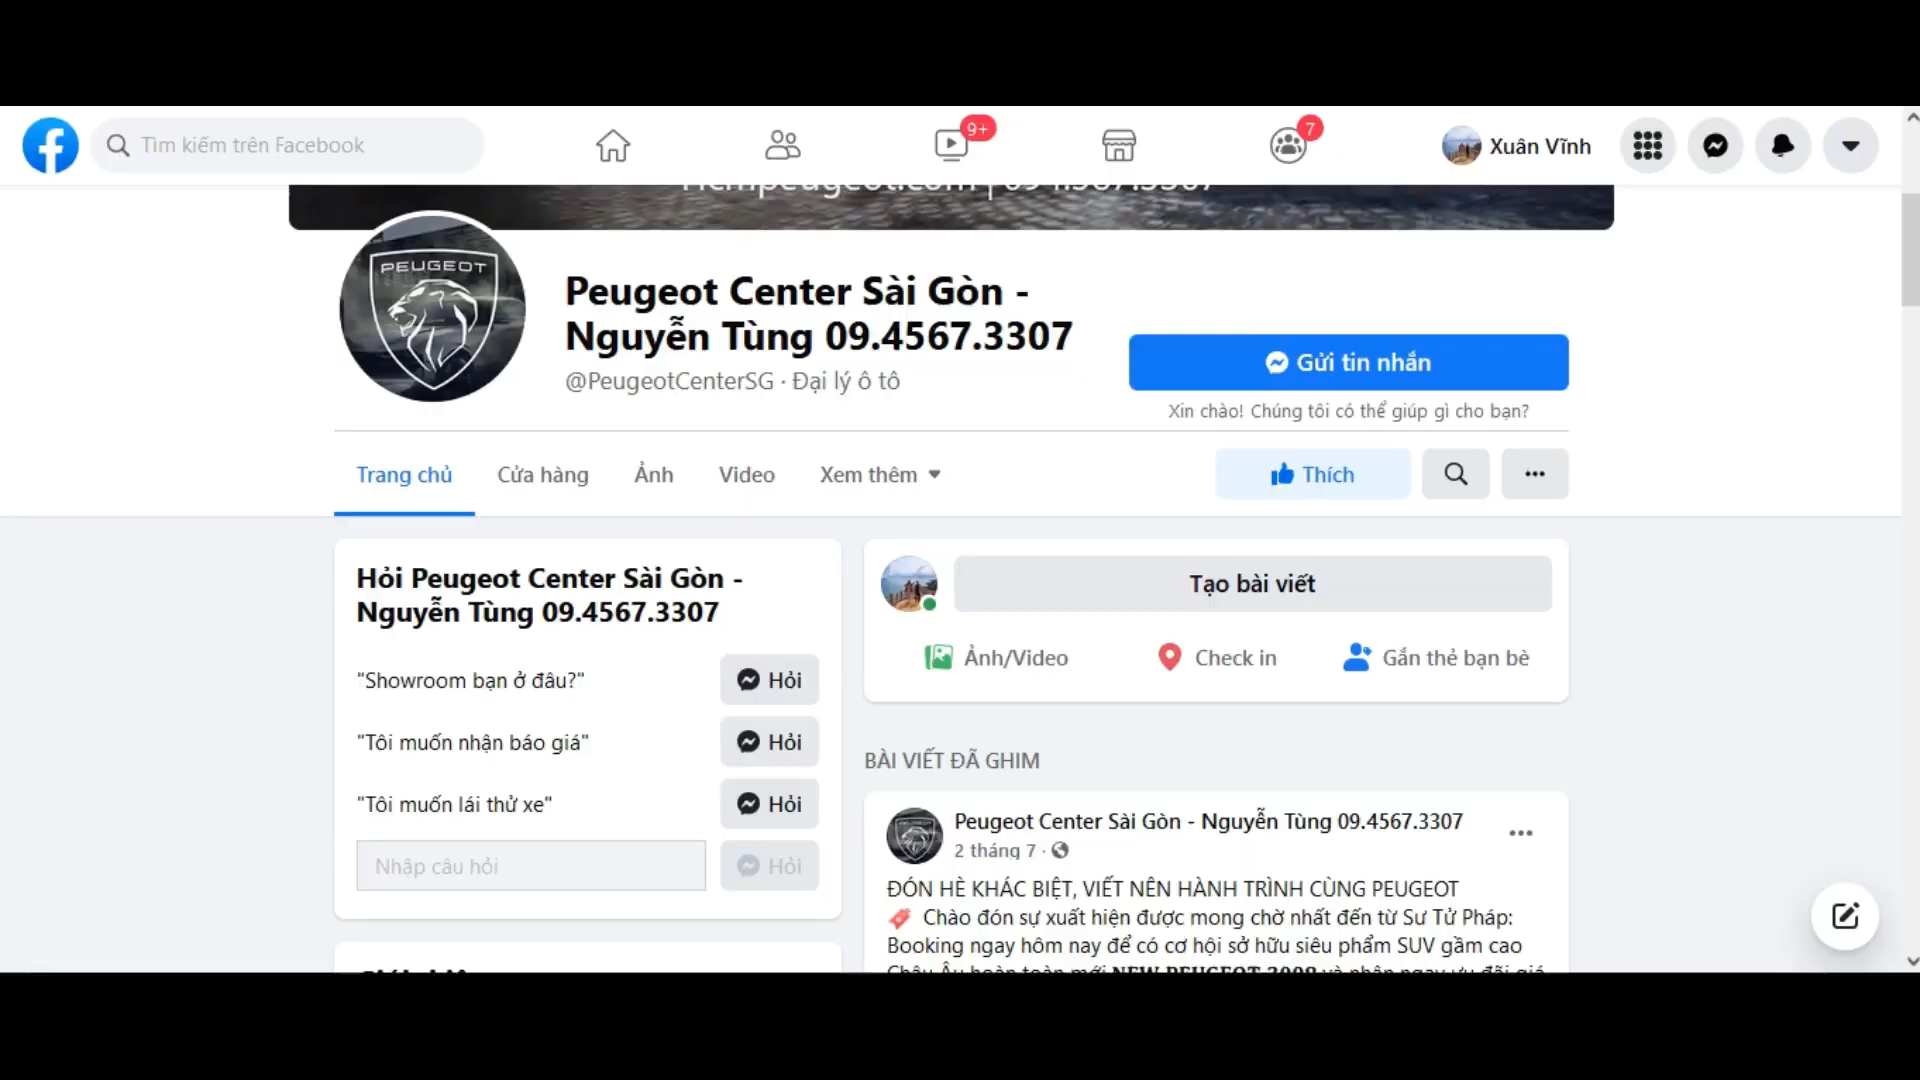 Tìm kiếm trên Facebook
9+
7
Xuân Vĩnh
PEUGEOT
Peugeot Center Sài Gòn -
Nguyễn Tùng 09.4567.3307
@PeugeotCenterSG · Đại lý ô tô
Gửi tin nhắn
Xin chào! Chúng tôi có thể giúp gì cho bạn?
Trang chủ
Cửa hàng
Ảnh
Video
Xem thêm
Thích
Hỏi Peugeot Center Sài Gòn -
Nguyễn Tùng 09.4567.3307
"Showroom bạn ở đâu?"
Hỏi
"Tôi muốn nhận báo giá"
Hỏi
"Tôi muốn lái thử xe"
Hỏi
Nhập câu hỏi
Hỏi
Tạo bài viết
Ảnh/Video
Check in
Gắn thẻ bạn bè
BÀI VIẾT ĐÃ GHIM
Peugeot Center Sài Gòn - Nguyễn Tùng 09.4567.3307
2 tháng 7 ·
ĐÓN HÈ KHÁC BIỆT, VIẾT NÊN HÀNH TRÌNH CÙNG PEUGEOT
Chào đón sự xuất hiện được mong chờ nhất đến từ Sư Tử Pháp:
Booking ngay hôm nay để có cơ hội sở hữu siêu phẩm SUV gầm cao